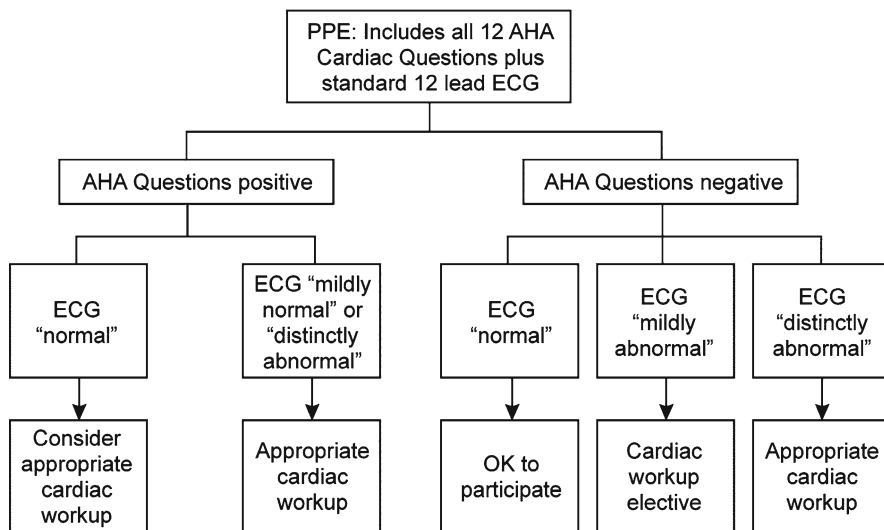 PPE: Includes all 12 AHA
Cardiac Questions plus
standard 12 lead ECG
AHA Questions positive
AHA Questions negative
ECG
“normal”
ECG “mildly
normal” or
“distinctly
abnormal”
ECG
“normal”
ECG
“mildly
abnormal”
ECG
“distinctly
abnormal”
Consider
appropriate
cardiac
workup
Appropriate
cardiac
workup
OK to
participate
Cardiac
workup
elective
Appropriate
cardiac
workup